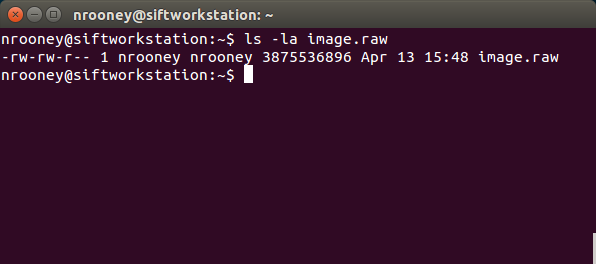 nrooney@siftworkstation: ~
nrooney@siftworkstation:~$ ls -la image.raw
-rw-rw-r-- 1 nrooney nrooney 3875536896 Apr 13 15:48 image.raw
nrooney@siftworkstation:~$